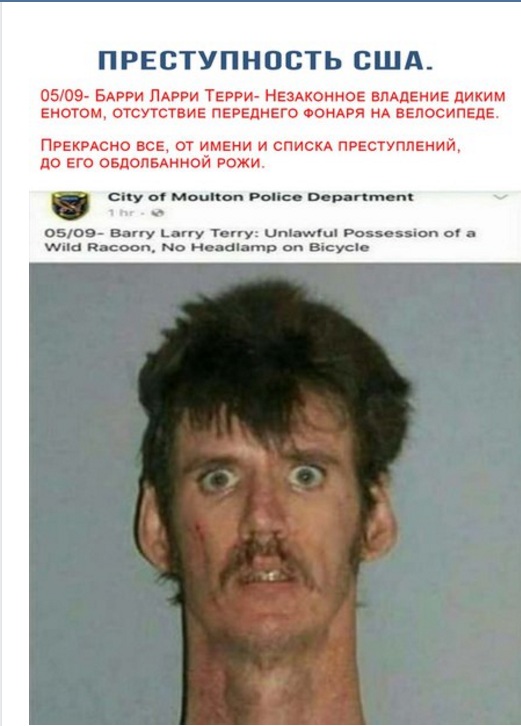 ПРЕСТУПНОСТЬ США.
05/09- Барри Ларри Терри- Незаконное владение диким
енотом, отсутствие переднего фонаря на велосипеде.
Прекрасно все, от имени и списка преступлений,
до его обдолбанной рожи.
City of Moulton Police Department
1 hr
05/09- Barry Larry Terry: Unlawful Possession of a
Wild Racoon, No Headlamp on Bicycle